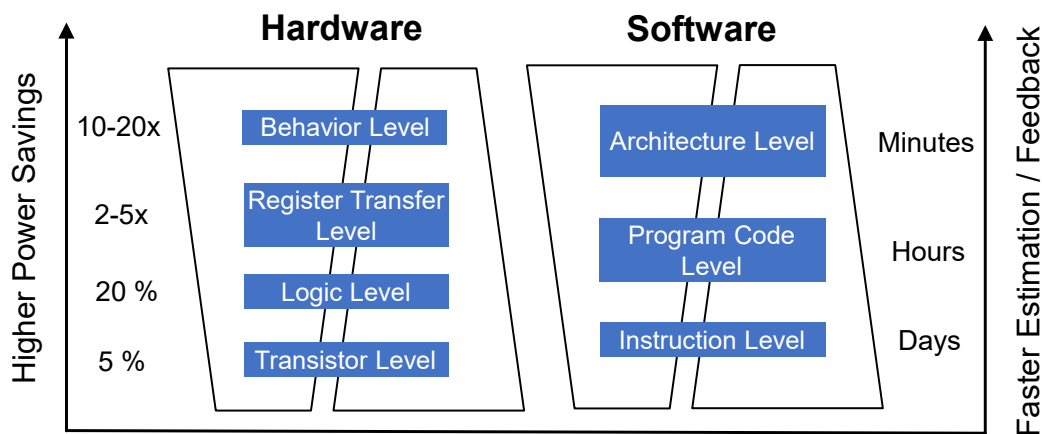 Hardware
Software
Higher Power Savings
10-20x
2-5x
20 %
5 %
Behavior Level
Register Transfer
Level
Logic Level
Transistor Level
Architecture Level
Program Code
Level
Instruction Level
Minutes
Hours
Days
Faster Estimation / Feedback